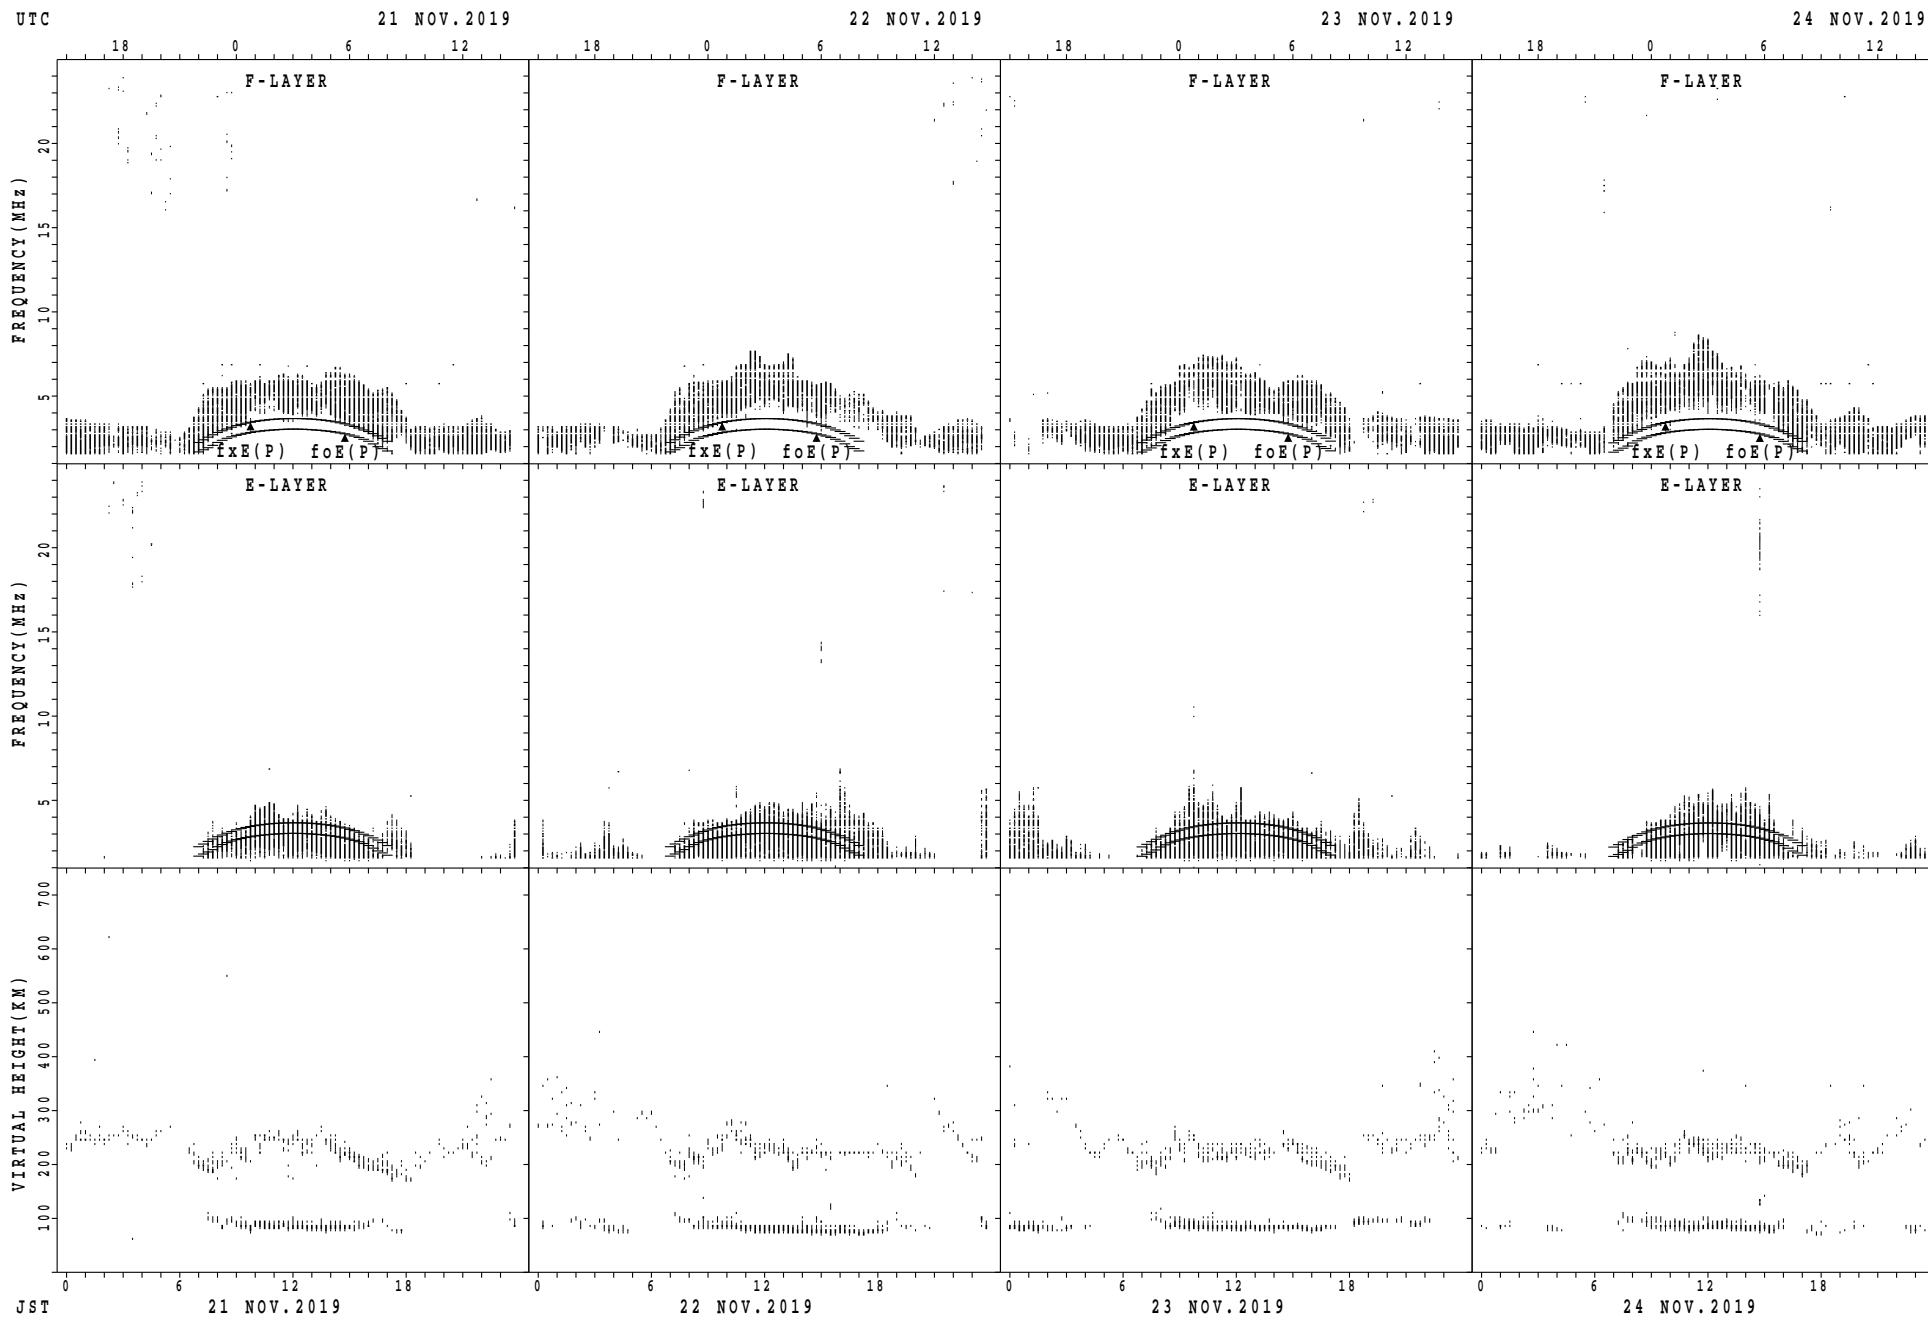 UTC 21 NOV.2019 22 NOV.2019 23 NOV.2019 24 NOV.2019
18 0 6 12 18 0 6 12 18 0 6 12 18 0 6 12
F-LAYER F-LAYER F-LAYER F-LAYER
FREQUENCY(MHz)
20
15
10
5
fxE(P) foE(P) fxE(P) foE(P) fxE(P) foE(P) fxE(P) foE(P)
E-LAYER E-LAYER E-LAYER E-LAYER
FREQUENCY(MHz)
20
15
10
5
VIRTUAL HEIGHT(KM)
700
600
500
400
300
200
100
0 6 12 18 0 6 12 18 0 6 12 18 0 6 12 18
JST 21 NOV.2019 22 NOV.2019 23 NOV.2019 24 NOV.2019